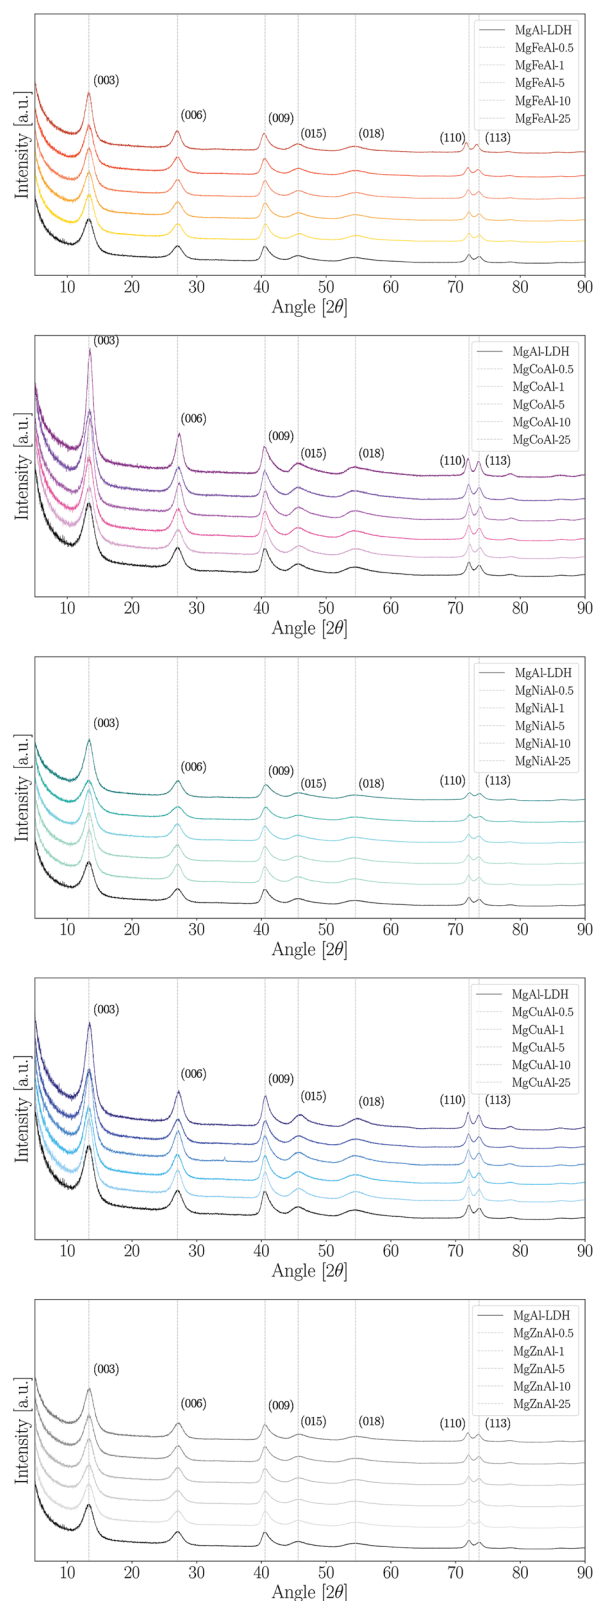 MgAl-LDH
MgFeAl-0.5
MgFeAl-1
MgFeAl-5
MgFeAl-10
MgFeAl-25
(003)
(006)
(009)
(015)
(018)
(110)
(113)
Intensity [a.u.]
10 20 30 40 50 60 70 80 90
Angle [2θ]
MgAl-LDH
MgCoAl-0.5
MgCoAl-1
MgCoAl-5
MgCoAl-10
MgCoAl-25
(003)
(006)
(009)
(015)
(018)
(110)
(113)
Intensity [a.u.]
10 20 30 40 50 60 70 80 90
Angle [2θ]
MgAl-LDH
MgNiAl-0.5
MgNiAl-1
MgNiAl-5
MgNiAl-10
MgNiAl-25
(003)
(006)
(009)
(015)
(018)
(110)
(113)
Intensity [a.u.]
10 20 30 40 50 60 70 80 90
Angle [2θ]
MgAl-LDH
MgCuAl-0.5
MgCuAl-1
MgCuAl-5
MgCuAl-10
MgCuAl-25
(003)
(006)
(009)
(015)
(018)
(110)
(113)
Intensity [a.u.]
10 20 30 40 50 60 70 80 90
Angle [2θ]
MgAl-LDH
MgZnAl-0.5
MgZnAl-1
MgZnAl-5
MgZnAl-10
MgZnAl-25
(003)
(006)
(009)
(015)
(018)
(110)
(113)
Intensity [a.u.]
10 20 30 40 50 60 70 80 90
Angle [2θ]